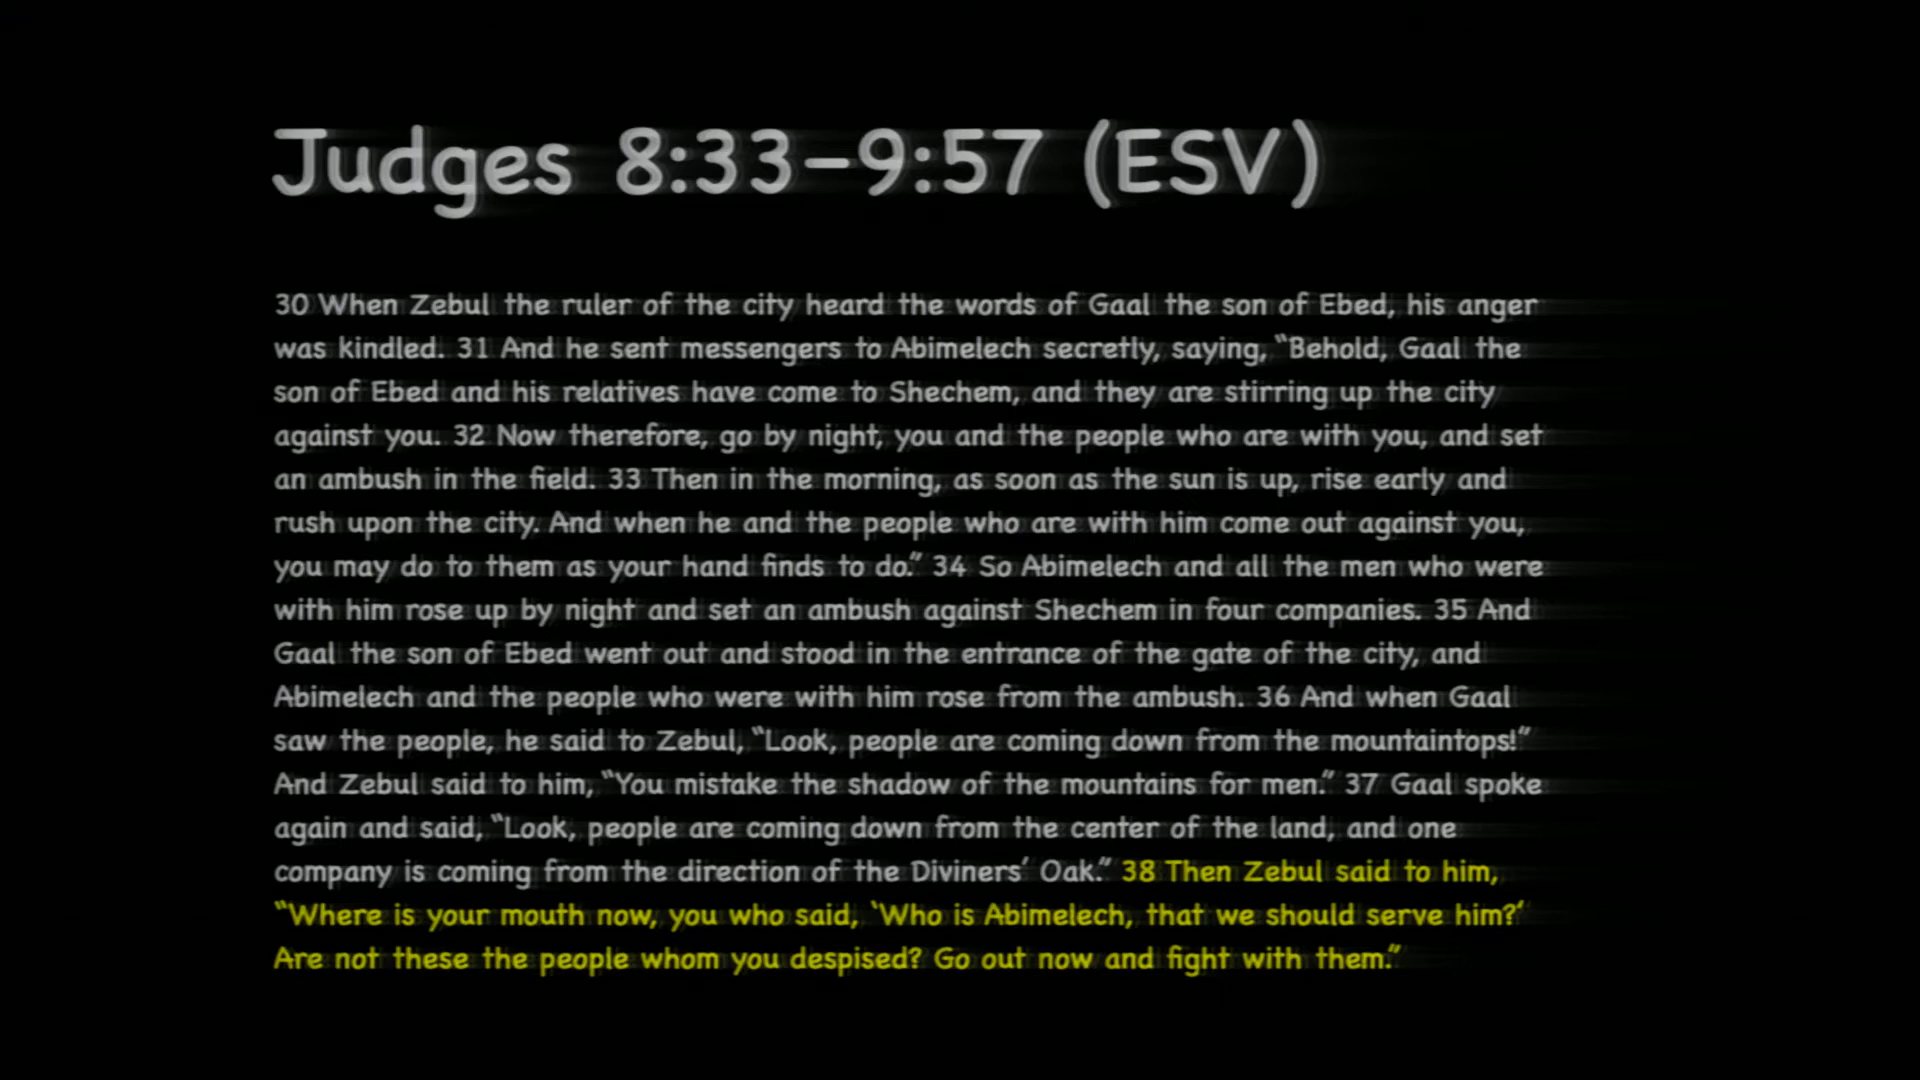 Judges 8:33–9:57 (ESV)
30 When Zebul the ruler of the city heard the words of Gaal the son of Ebed, his anger
was kindled. 31 And he sent messengers to Abimelech secretly, saying, “Behold, Gaal the
son of Ebed and his relatives have come to Shechem, and they are stirring up the city
against you. 32 Now therefore, go by night, you and the people who are with you, and set
an ambush in the field. 33 Then in the morning, as soon as the sun is up, rise early and
rush upon the city. And when he and the people who are with him come out against you,
you may do to them as your hand finds to do.” 34 So Abimelech and all the men who were
with him rose up by night and set an ambush against Shechem in four companies. 35 And
Gaal the son of Ebed went out and stood in the entrance of the gate of the city, and
Abimelech and the people who were with him rose from the ambush. 36 And when Gaal
saw the people, he said to Zebul, “Look, people are coming down from the mountaintops!”
And Zebul said to him, “You mistake the shadow of the mountains for men.” 37 Gaal spoke
again and said, “Look, people are coming down from the center of the land, and one
company is coming from the direction of the Diviners’ Oak.” 38 Then Zebul said to him,
“Where is your mouth now, you who said, ‘Who is Abimelech, that we should serve him?’
Are not these the people whom you despised? Go out now and fight with them.”